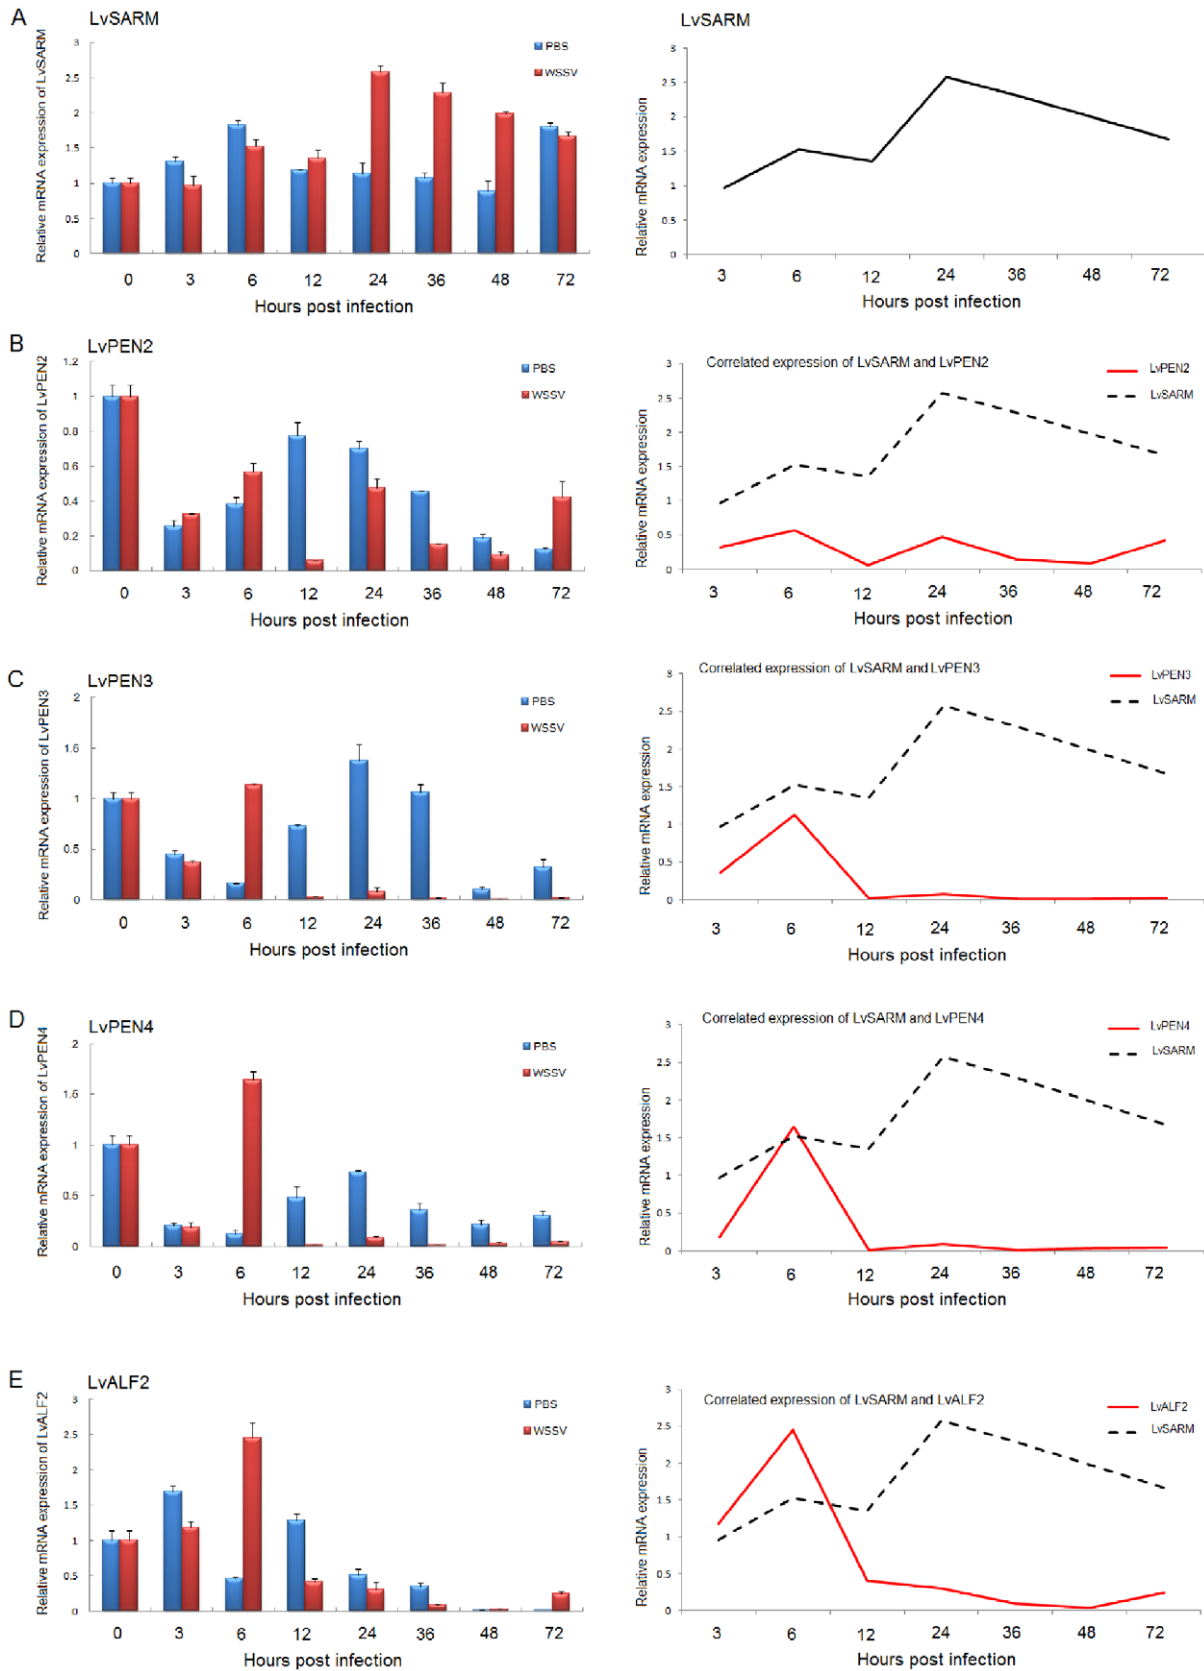 A
LvSARM
Relative mRNA expression of LvSARM
3
2.5
2
1.5
1
0.5
0
PBS
WSSV
0 3 6 12 24 36 48 72
Hours post infection
LvSARM
Relative mRNA expression
3
2.5
2
1.5
1
0.5
0
3 6 12 24 36 48 72
Hours post infection
B
LvPEN2
Relative mRNA expression of LvPEN2
1.2
1
0.8
0.6
0.4
0.2
0
PBS
WSSV
0 3 6 12 24 36 48 72
Hours post infection
Correlated expression of LvSARM and LvPEN2
Relative mRNA expression
3
2.5
2
1.5
1
0.5
0
LvPEN2
LvSARM
3 6 12 24 36 48 72
Hours post infection
C
LvPEN3
Relative mRNA expression of LvPEN3
2
1.5
1
0.5
0
PBS
WSSV
0 3 6 12 24 36 48 72
Hours post infection
Correlated expression of LvSARM and LvPEN3
Relative mRNA expression
3
2.5
2
1.5
1
0.5
0
LvPEN3
LvSARM
3 6 12 24 36 48 72
Hours post infection
D
LvPEN4
Relative mRNA expression of LvPEN4
2
1.5
1
0.5
0
PBS
WSSV
0 3 6 12 24 36 48 72
Hours post infection
Correlated expression of LvSARM and LvPEN4
Relative mRNA expression
3
2.5
2
1.5
1
0.5
0
LvPEN4
LvSARM
3 6 12 24 36 48 72
Hours post infection
E
LvALF2
Relative mRNA expression of LvALF2
3
2.5
2
1.5
1
0.5
0
PBS
WSSV
0 3 6 12 24 36 48 72
Hours post infection
Correlated expression of LvSARM and LvALF2
Relative mRNA expression
3
2.5
2
1.5
1
0.5
0
LvALF2
LvSARM
3 6 12 24 36 48 72
Hours post infection